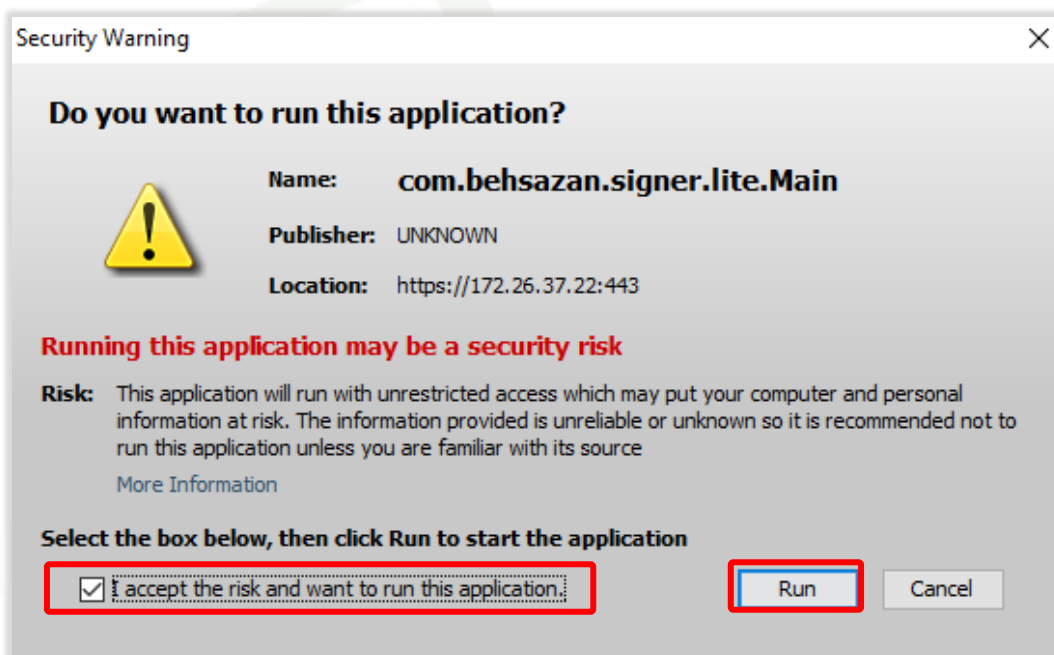 Security Warning
Do you want to run this application?
Name: com.behsazan.signer.lite.Main
Publisher: UNKNOWN
Location: https://172.26.37.22:443
Running this application may be a security risk
Risk: This application will run with unrestricted access which may put your computer and personal
information at risk. The information provided is unreliable or unknown so it is recommended not to
run this application unless you are familiar with its source
More Information
Select the box below, then click Run to start the application
I accept the risk and want to run this application.
Run
Cancel